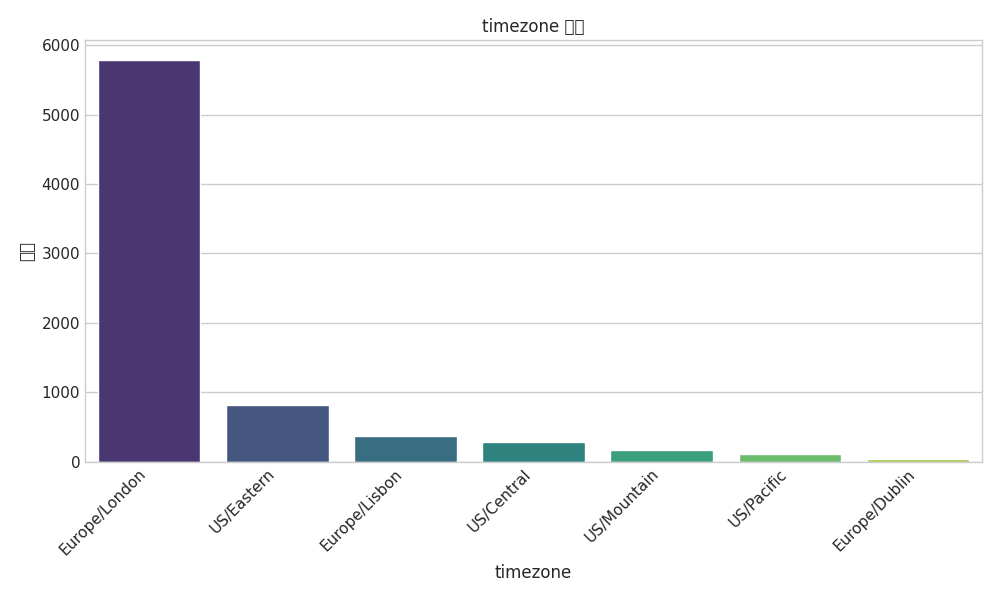 timezone
6000
5000
4000
3000
2000
1000
0
Europe/London
US/Eastern
Europe/Lisbon
US/Central
US/Mountain
US/Pacific
Europe/Dublin
timezone